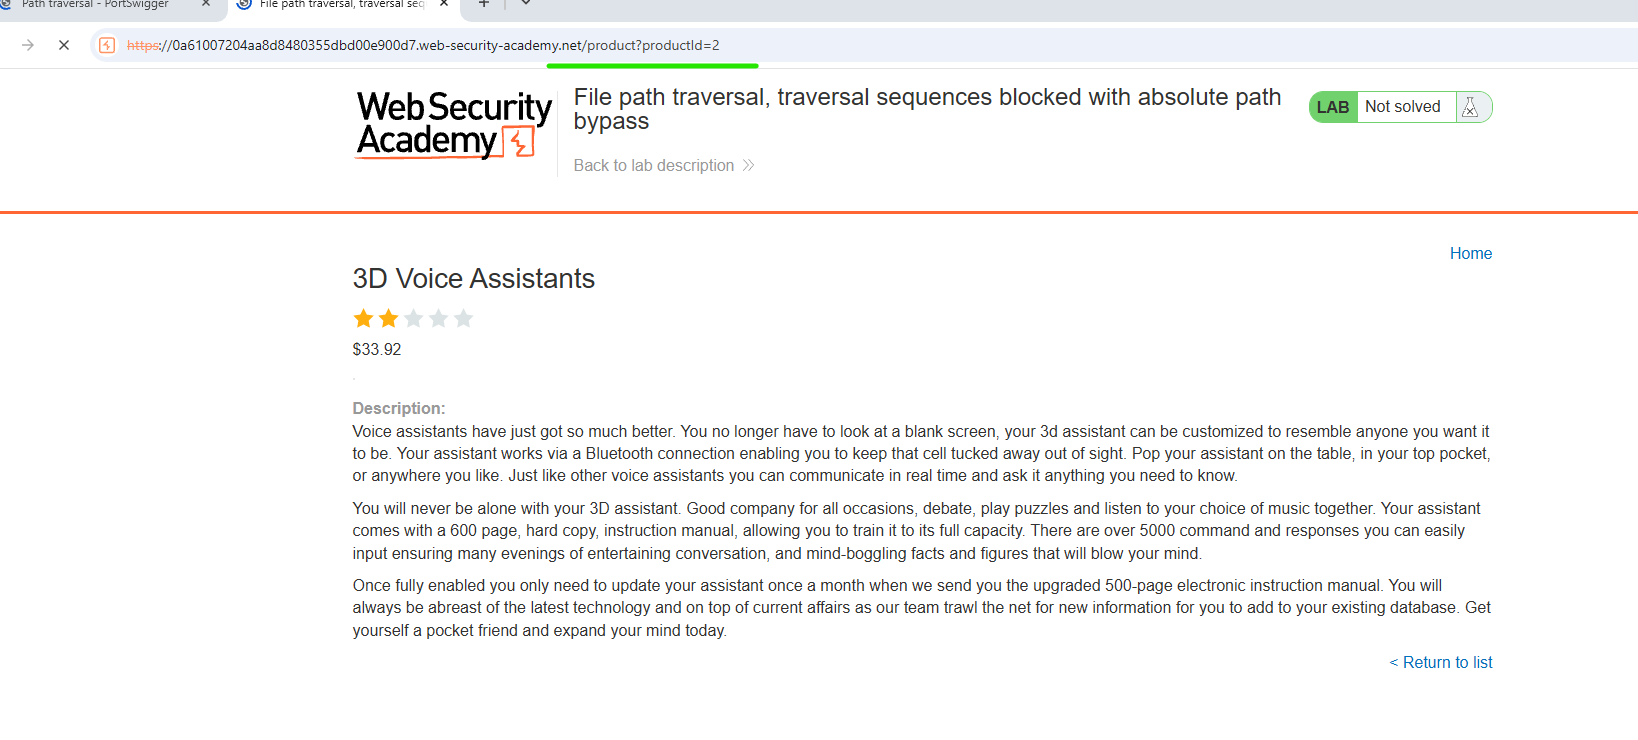 Path traversal - PortSwigger
File path traversal, traversal seq
https://0a61007204aa8d8480355dbd00e900d7.web-security-academy.net/product?productId=2
WebSecurity
Academy
File path traversal, traversal sequences blocked with absolute path
bypass
Back to lab description
LAB Not solved
Home
3D Voice Assistants
$33.92
Description:
Voice assistants have just got so much better. You no longer have to look at a blank screen, your 3d assistant can be customized to resemble anyone you want it
to be. Your assistant works via a Bluetooth connection enabling you to keep that cell tucked away out of sight. Pop your assistant on the table, in your top pocket,
or anywhere you like. Just like other voice assistants you can communicate in real time and ask it anything you need to know.
You will never be alone with your 3D assistant. Good company for all occasions, debate, play puzzles and listen to your choice of music together. Your assistant
comes with a 600 page, hard copy, instruction manual, allowing you to train it to its full capacity. There are over 5000 command and responses you can easily
input ensuring many evenings of entertaining conversation, and mind-boggling facts and figures that will blow your mind.
Once fully enabled you only need to update your assistant once a month when we send you the upgraded 500-page electronic instruction manual. You will
always be abreast of the latest technology and on top of current affairs as our team trawl the net for new information for you to add to your existing database. Get
yourself a pocket friend and expand your mind today.
< Return to list